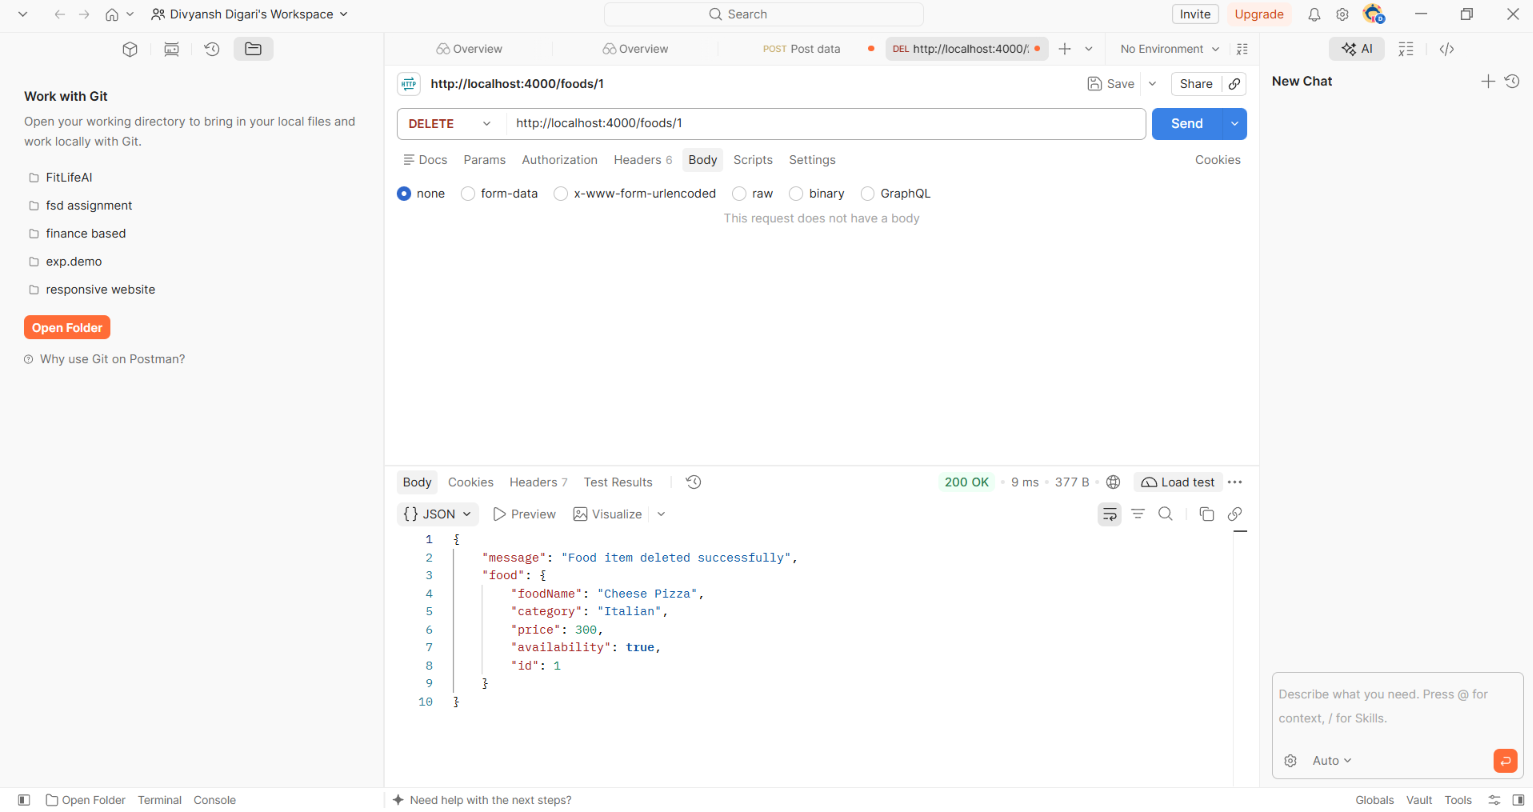 Divyansh Digari's Workspace
Search
Invite
Upgrade
Overview
Overview
POST Post data
DEL http://localhost:4000/
No Environment
AI
Work with Git
Open your working directory to bring in your local files and
work locally with Git.
FitLifeAI
fsd assignment
finance based
exp.demo
responsive website
Open Folder
Why use Git on Postman?
HTTP http://localhost:4000/foods/1
Save
Share
DELETE
http://localhost:4000/foods/1
Send
Docs Params Authorization Headers 6 Body Scripts Settings
Cookies
none form-data x-www-form-urlencoded raw binary GraphQL
This request does not have a body
Body Cookies Headers 7 Test Results
200 OK • 9 ms • 377 B •
Load test
{ } JSON Preview Visualize
1 {
2 "message": "Food item deleted successfully",
3 "food": {
4 "foodName": "Cheese Pizza",
5 "category": "Italian",
6 "price": 300,
7 "availability": true,
8 "id": 1
9 }
10 }
New Chat
Describe what you need. Press @ for
context, / for Skills.
Auto
Open Folder Terminal Console
Need help with the next steps?
Globals Vault Tools